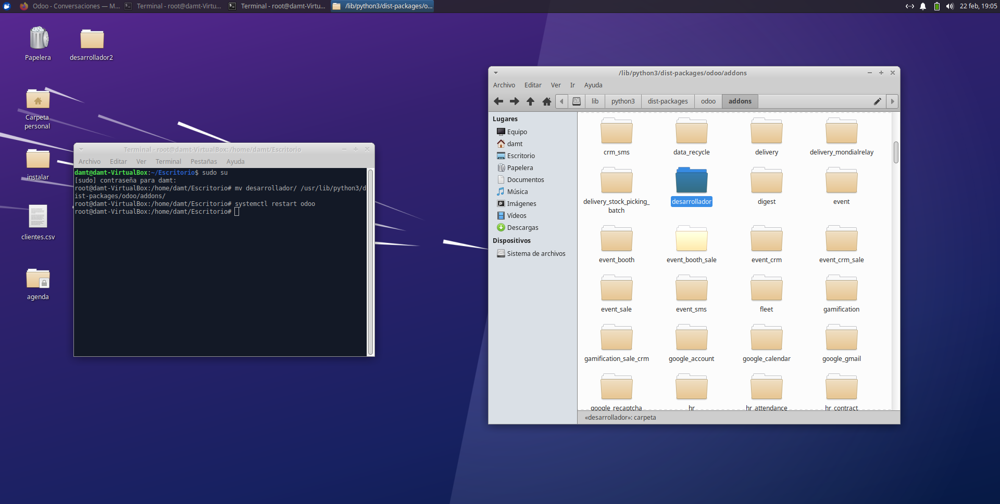 Odoo - Conversaciones — M...
Terminal - root@damt-Virtu...
Terminal - root@damt-Virtu...
/lib/python3/dist-packages/o...
22 feb, 19:05
Papelera
desarrollador2
Carpeta
personal
instalar
clientes.csv
agenda
Terminal - root@damt-VirtualBox:/home/damt/Escritorio
Archivo Editar Ver Terminal Pestañas Ayuda
damt@damt-VirtualBox:~/Escritorio$ sudo su
[sudo] contraseña para damt:
root@damt-VirtualBox:/home/damt/Escritorio# mv desarrollador/ /usr/lib/python3/d
ist-packages/odoo/addons/
root@damt-VirtualBox:/home/damt/Escritorio# systemctl restart odoo
root@damt-VirtualBox:/home/damt/Escritorio#
/lib/python3/dist-packages/odoo/addons
Archivo Editar Ver Ir Ayuda
lib python3 dist-packages odoo addons
Lugares
Equipo
damt
Escritorio
Papelera
Documentos
Música
Imágenes
Vídeos
Descargas
Dispositivos
Sistema de archivos
crm_sms data_recycle delivery delivery_mondialrelay
delivery_stock_picking_
batch
desarrollador digest event
event_booth event_booth_sale event_crm event_crm_sale
event_sale event_sms fleet gamification
gamification_sale_crm google_account google_calendar google_gmail
google_recaptcha hr hr_attendance hr_contract
«desarrollador»: carpeta